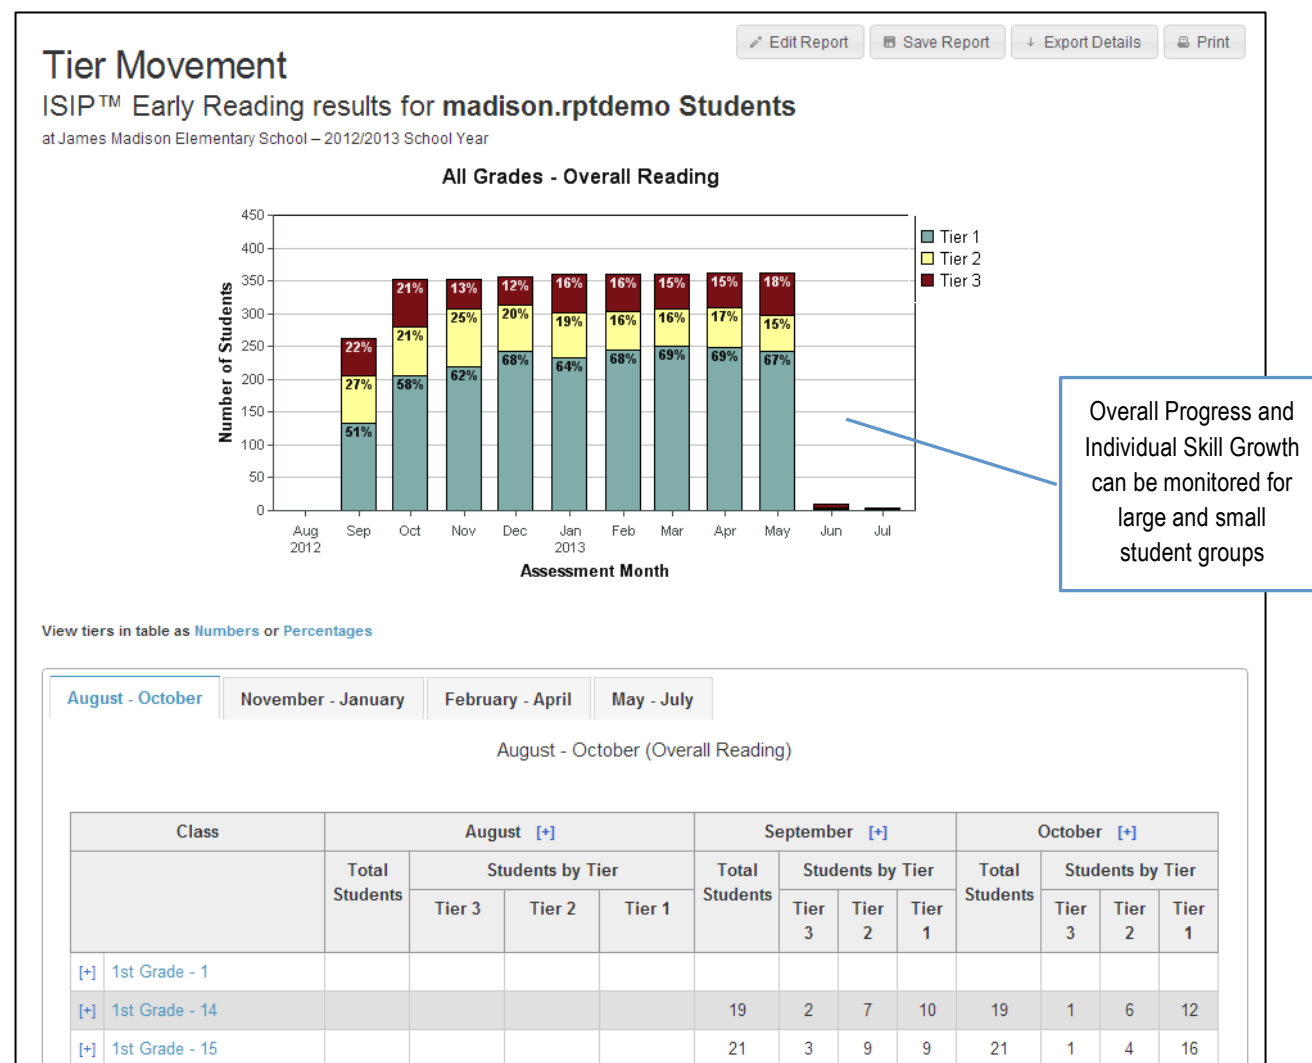 Edit Report Save Report Export Details Print
Tier Movement
ISIP™ Early Reading results for madison.rptdemo Students
at James Madison Elementary School – 2012/2013 School Year
All Grades - Overall Reading
Number of Students
450
400
350
300
250
200
150
100
50
0
22% 21% 13% 12% 16% 16% 15% 15% 18%
27% 21% 25% 20% 19% 16% 16% 17% 15%
51% 58% 62% 68% 64% 68% 69% 69% 67%
Aug Sep Oct Nov Dec Jan Feb Mar Apr May Jun Jul
2012 2013
Assessment Month
Tier 1
Tier 2
Tier 3
Overall Progress and
Individual Skill Growth
can be monitored for
large and small
student groups
View tiers in table as Numbers or Percentages
August - October November - January February - April May - July
August - October (Overall Reading)
Class August [+] September [+] October [+]
Total Students by Tier Total Students by Tier Total Students by Tier
Students Students Students
Tier 3 Tier 2 Tier 1 Tier Tier Tier Tier Tier Tier
3 2 1 3 2 1
[+] 1st Grade - 1
[+] 1st Grade - 14 19 2 7 10 19 1 6 12
[+] 1st Grade - 15 21 3 9 9 21 1 4 16